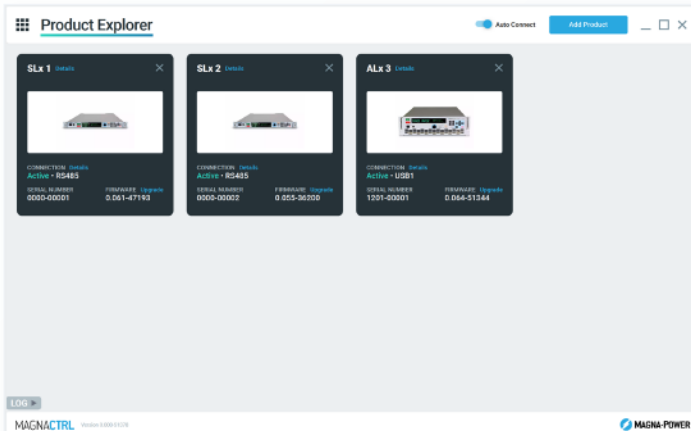 Product Explorer
Auto Connect
Add Product
SLx 1 Details
CONNECTION Details
Active • RS485
SERIAL NUMBER FIRMWARE Upgrade
0000-00001 0.061-47193
SLx 2 Details
CONNECTION Details
Active • RS485
SERIAL NUMBER FIRMWARE Upgrade
0000-00002 0.055-36200
ALx 3 Details
CONNECTION Details
Active • USB1
SERIAL NUMBER FIRMWARE Upgrade
1201-00001 0.064-51344
LOG
MAGNACTRL Version
MAGNA-POWER